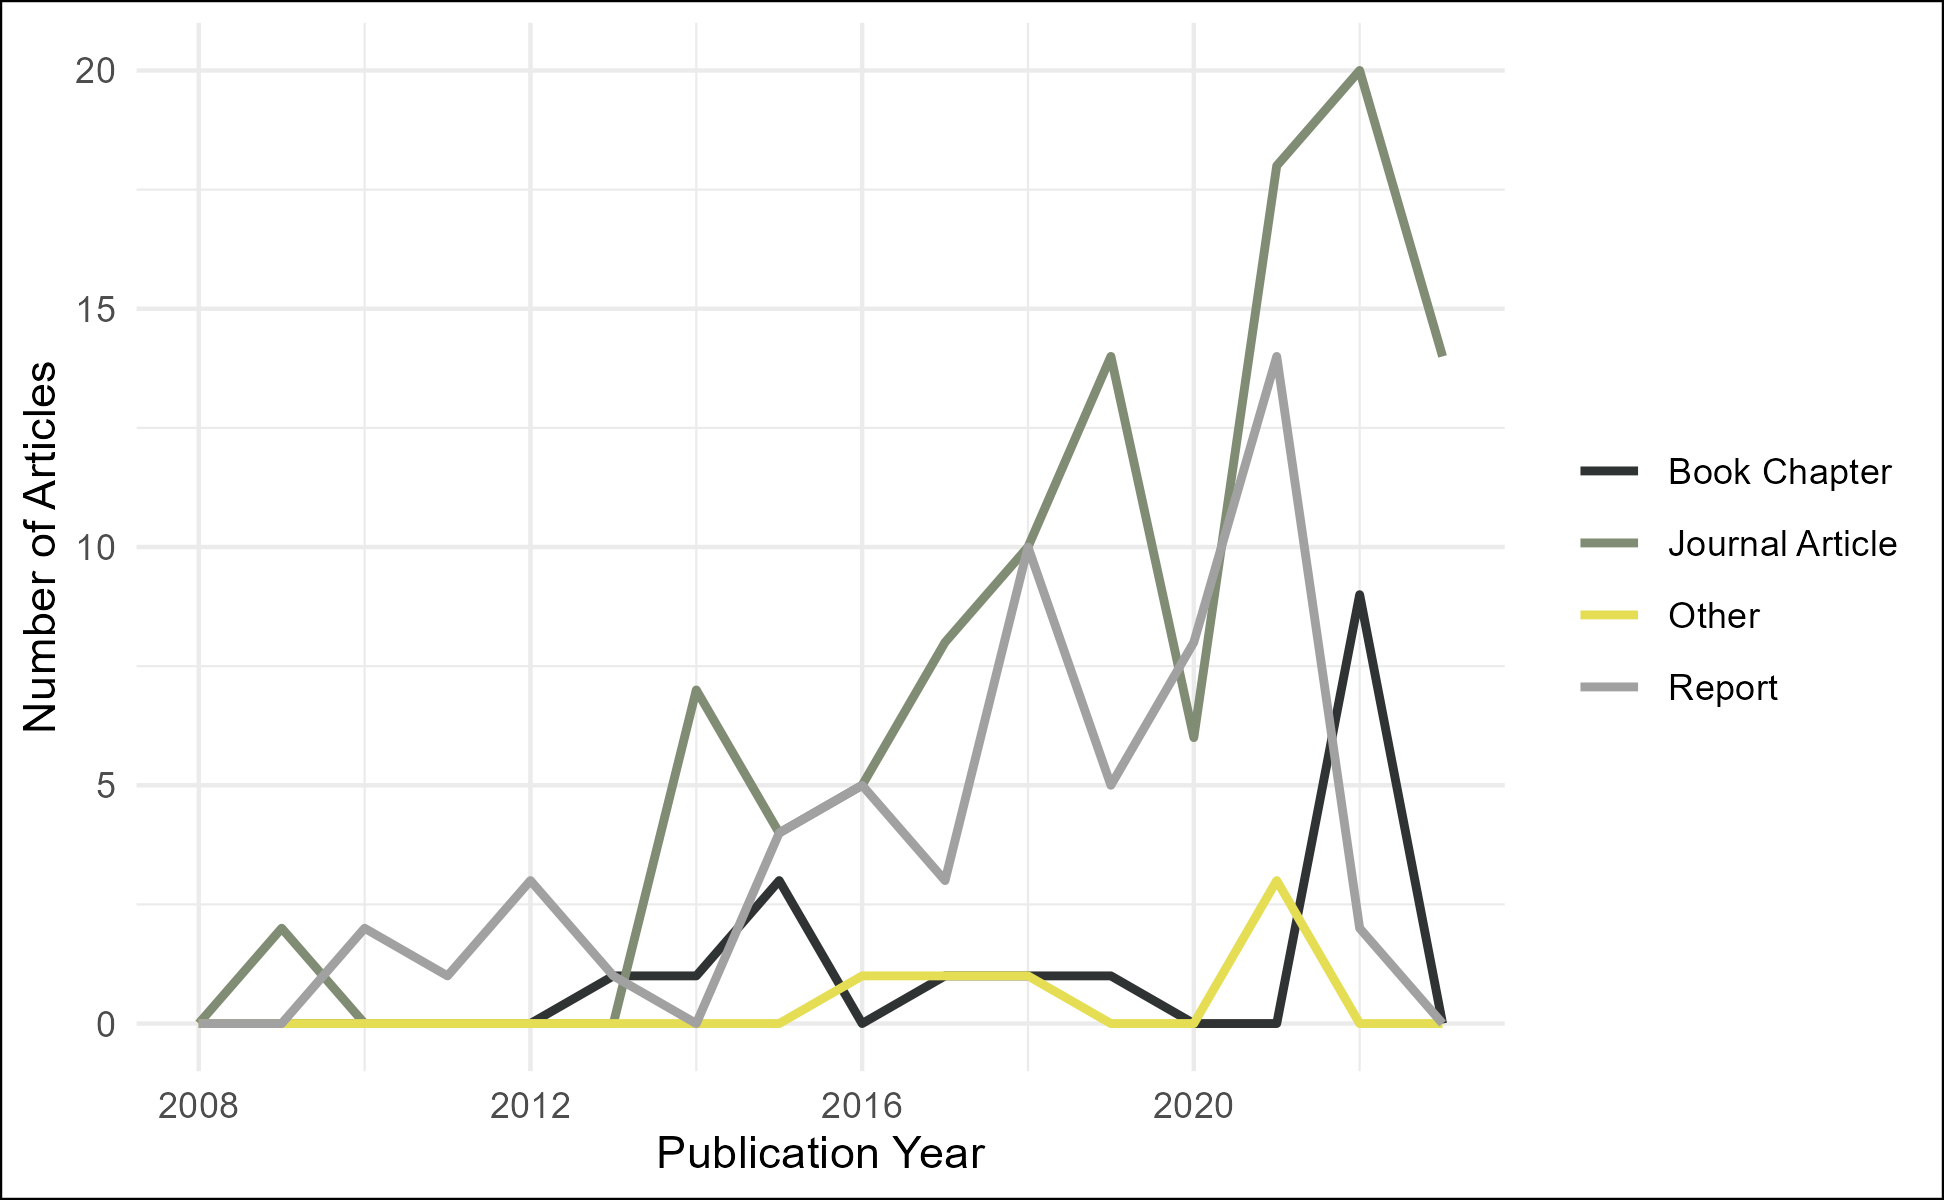 20
15
10
5
0
Number of Articles
2008 2012 2016 2020
Publication Year
Book Chapter
Journal Article
Other
Report